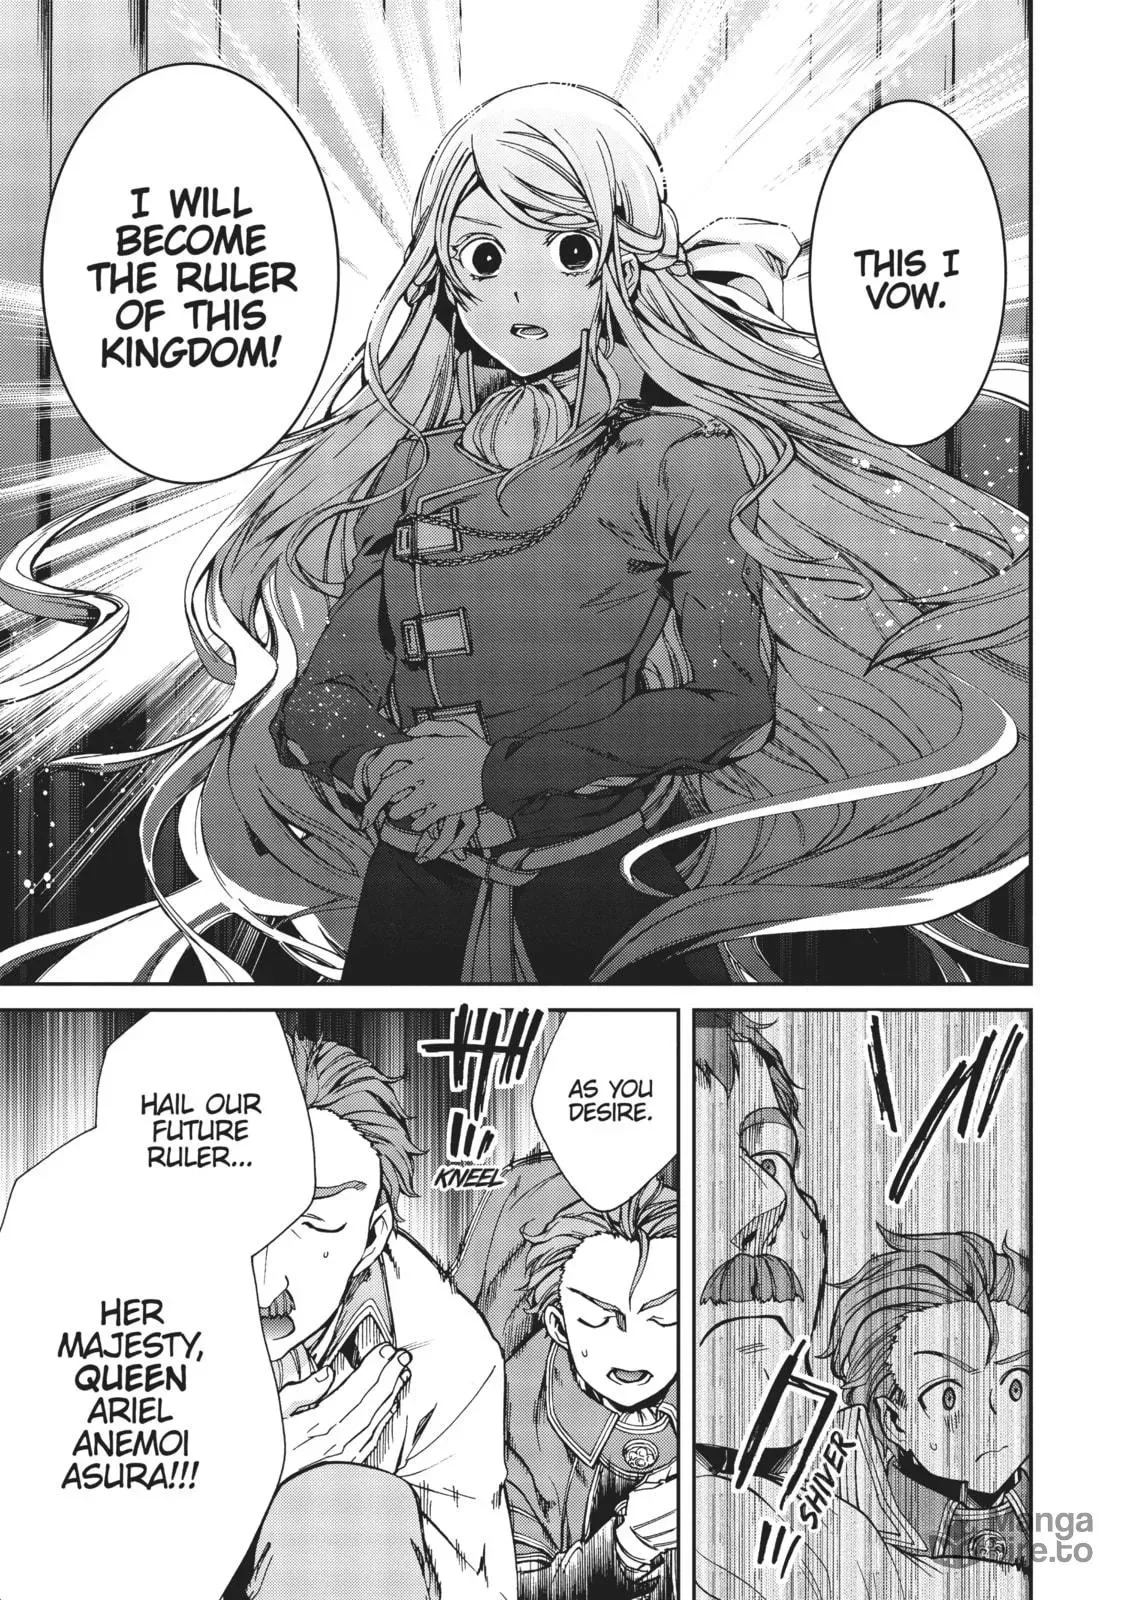 THIS I
VOW.
I WILL
BECOME
THE RULER
OF THIS
KINGDOM!
SHIVER
AS YOU
DESIRE.
KNEEL
HAIL OUR
FUTURE
RULER...
HER
MAJESTY,
QUEEN
ARIEL
ANEMOI
ASURA!!!
Manga
ire.to